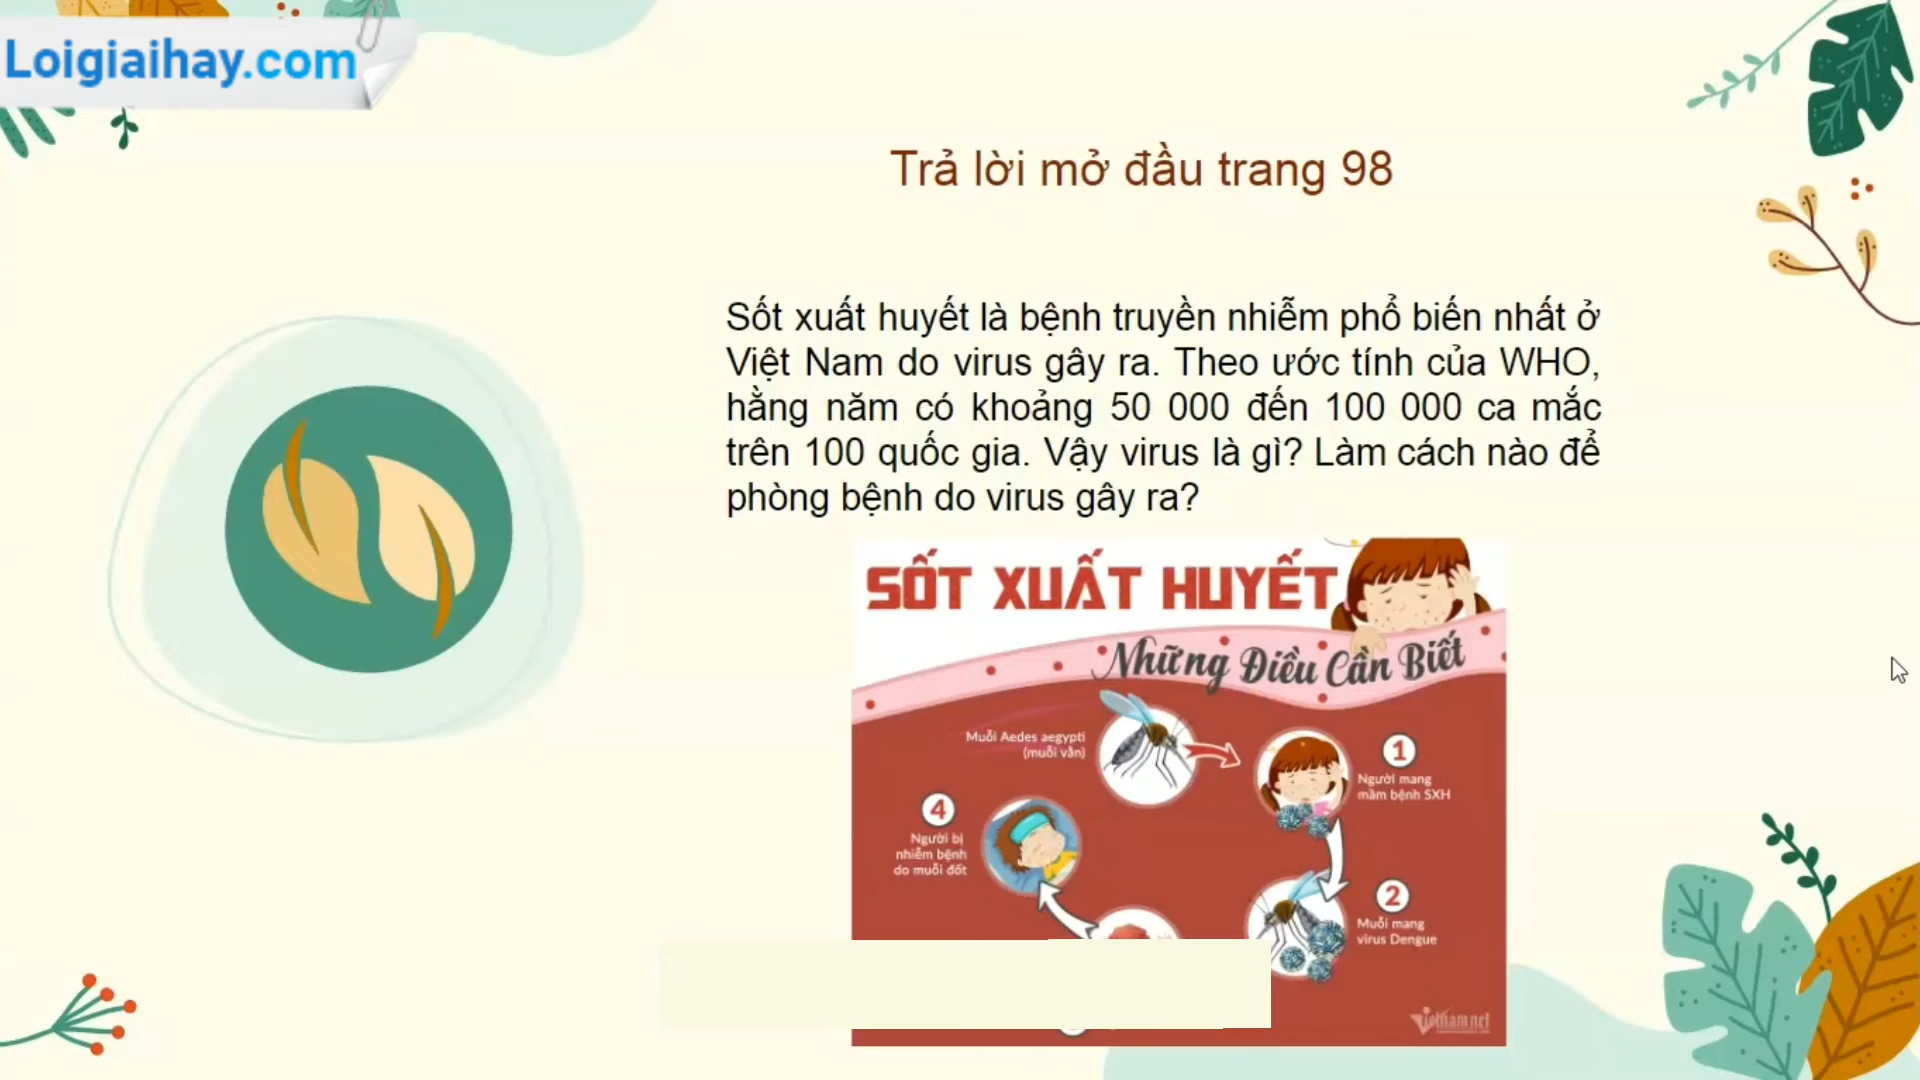 Loigiaihay.com
Trả lời mở đầu trang 98
Sốt xuất huyết là bệnh truyền nhiễm phổ biến nhất ở
Việt Nam do virus gây ra. Theo ước tính của WHO,
hằng năm có khoảng 50 000 đến 100 000 ca mắc
trên 100 quốc gia. Vậy virus là gì? Làm cách nào để
phòng bệnh do virus gây ra?
SỐT XUẤT HUYẾT
Những Điều Cần Biết
Muỗi Aedes aegypti
(muỗi vằn)
1
Người mang
mầm bệnh SXH
4
Người bị
nhiễm bệnh
do muỗi đốt
2
Muỗi mang
virus Dengue
vietnamnet